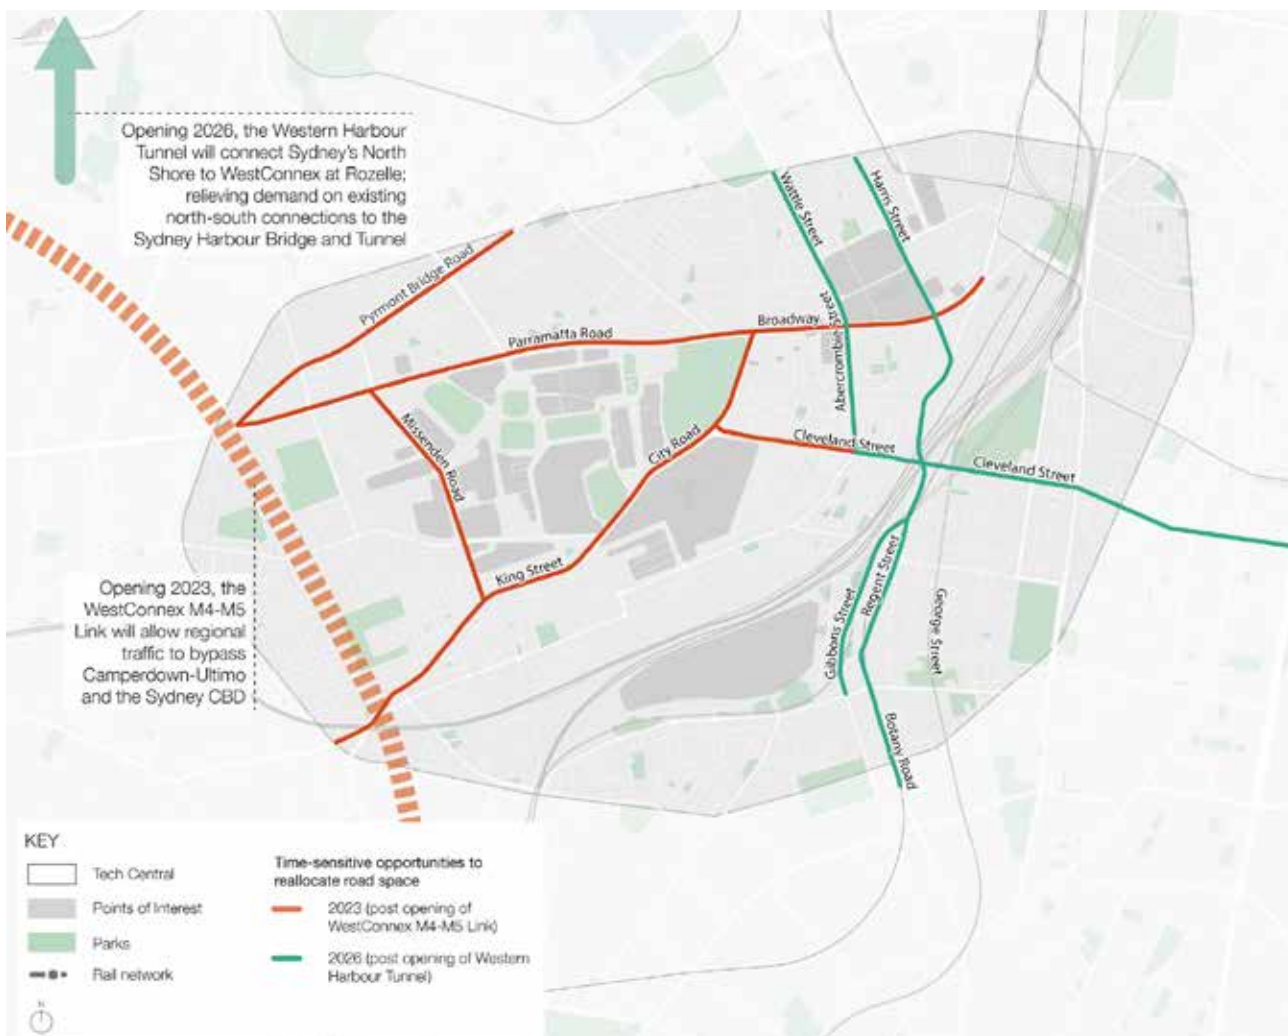 Opening 2026, the Western Harbour
Tunnel will connect Sydney's North
Shore to WestConnex at Rozelle;
relieving demand on existing
north-south connections to the
Sydney Harbour Bridge and Tunnel
Wattle Street
Harris Street
Pyrmont Bridge Road
Parramatta Road
Broadway
Abercrombie Street
Missenden Road
City Road
Cleveland Street
Cleveland Street
King Street
Gibbons Street
Regent Street
George Street
Botany Road
Opening 2023, the
WestConnex M4-M5
Link will allow regional
traffic to bypass
Camperdown-Ultimo
and the Sydney CBD
KEY
Tech Central
Points of Interest
Parks
Rail network
N
Time-sensitive opportunities to
reallocate road space
2023 (post opening of
WestConnex M4-M5 Link)
2026 (post opening of Western
Harbour Tunnel)